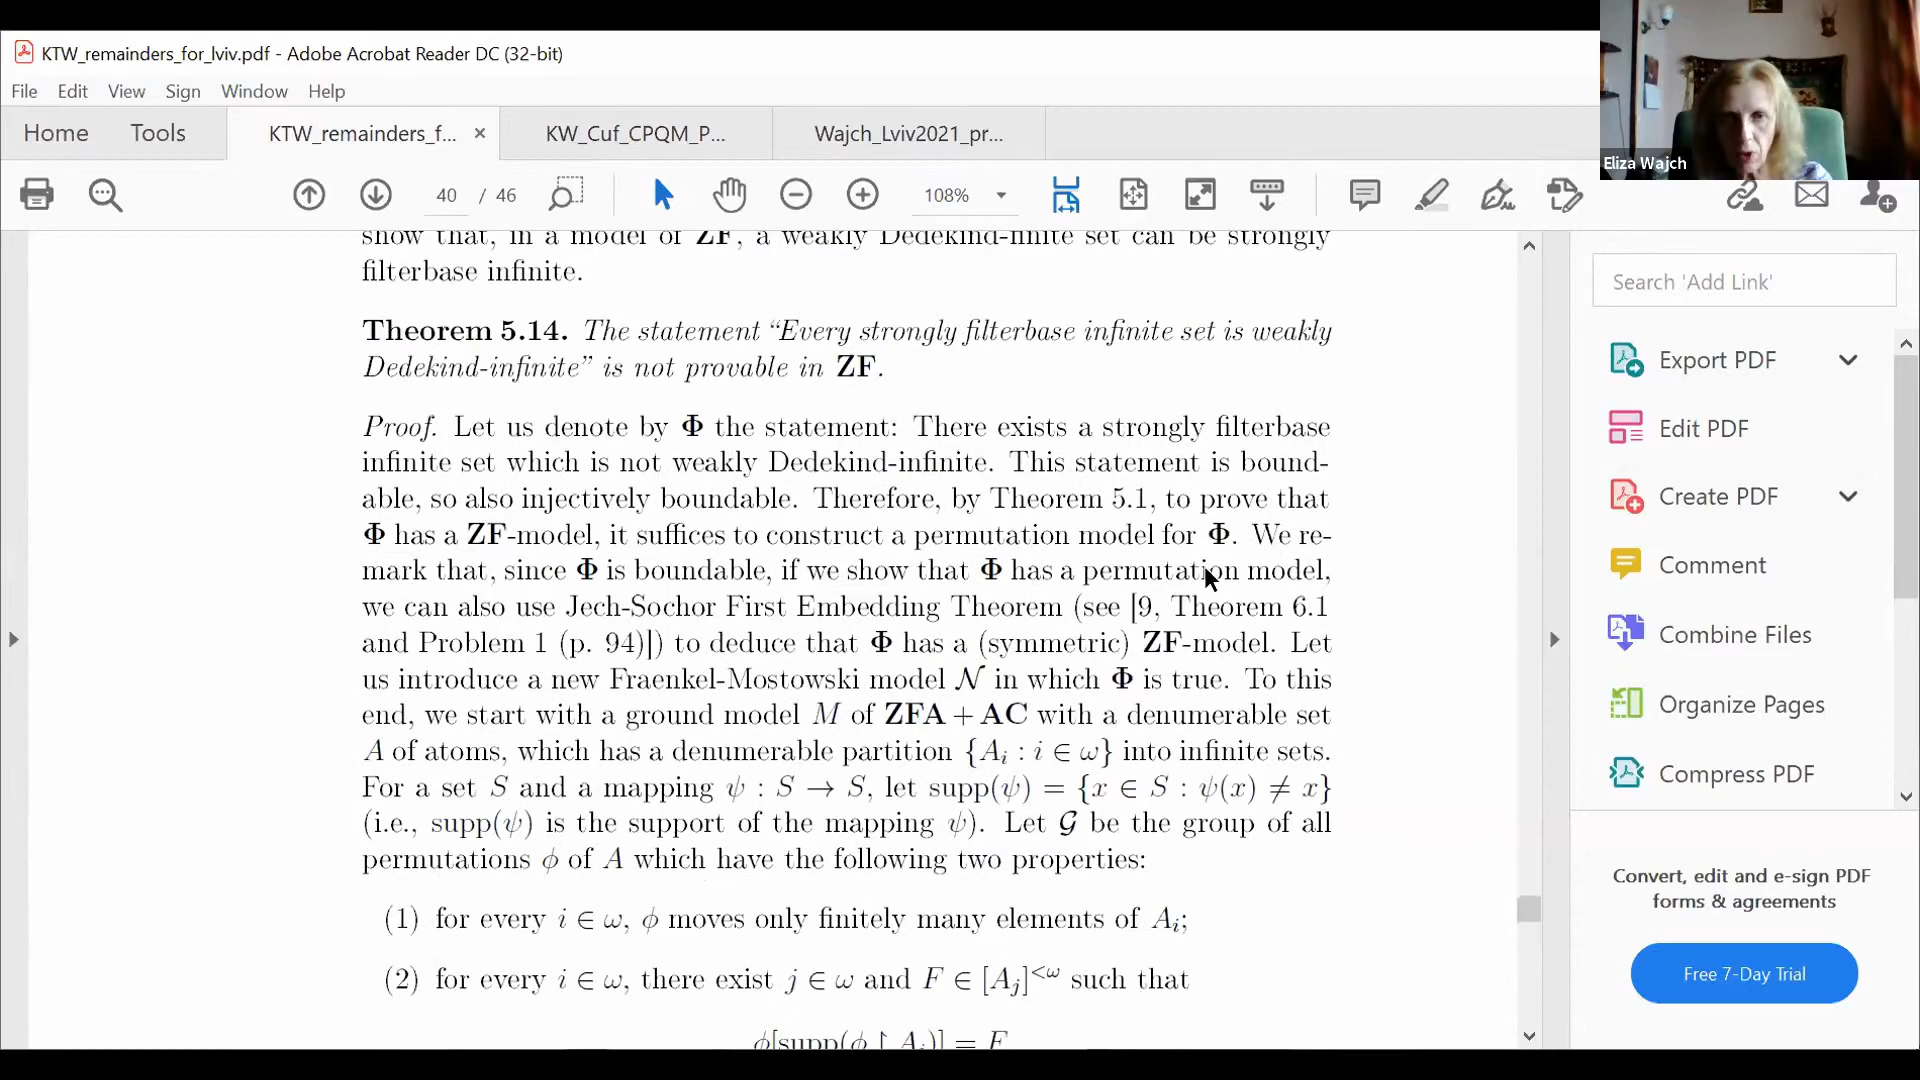 KTW_remainders_for_lviv.pdf - Adobe Acrobat Reader DC (32-bit)
File Edit View Sign Window Help
Home Tools KTW_remainders_f... × KW_Cuf_CPQM_P... Wajch_Lviv2021_pr...
40 / 46 108%
Eliza Wajch
show that, in a model of ZF, a weakly Dedekind-finite set can be strongly
filterbase infinite.
Theorem 5.14. The statement “Every strongly filterbase infinite set is weakly
Dedekind-infinite” is not provable in ZF.
Proof. Let us denote by Φ the statement: There exists a strongly filterbase
infinite set which is not weakly Dedekind-infinite. This statement is bound-
able, so also injectively boundable. Therefore, by Theorem 5.1, to prove that
Φ has a ZF-model, it suffices to construct a permutation model for Φ. We re-
mark that, since Φ is boundable, if we show that Φ has a permutation model,
we can also use Jech-Sochor First Embedding Theorem (see [9, Theorem 6.1
and Problem 1 (p. 94)]) to deduce that Φ has a (symmetric) ZF-model. Let
us introduce a new Fraenkel-Mostowski model 𝒩 in which Φ is true. To this
end, we start with a ground model M of ZFA + AC with a denumerable set
A of atoms, which has a denumerable partition {Aᵢ : i ∈ ω} into infinite sets.
For a set S and a mapping ψ : S → S, let supp(ψ) = {x ∈ S : ψ(x) ≠ x}
(i.e., supp(ψ) is the support of the mapping ψ). Let 𝒢 be the group of all
permutations ϕ of A which have the following two properties:
(1) for every i ∈ ω, ϕ moves only finitely many elements of Aᵢ;
(2) for every i ∈ ω, there exist j ∈ ω and F ∈ [Aⱼ]^{<ω} such that
ϕ[supp(ϕ ↾ Aᵢ)] = F
Search 'Add Link'
Export PDF
Edit PDF
Create PDF
Comment
Combine Files
Organize Pages
Compress PDF
Convert, edit and e-sign PDF
forms & agreements
Free 7-Day Trial